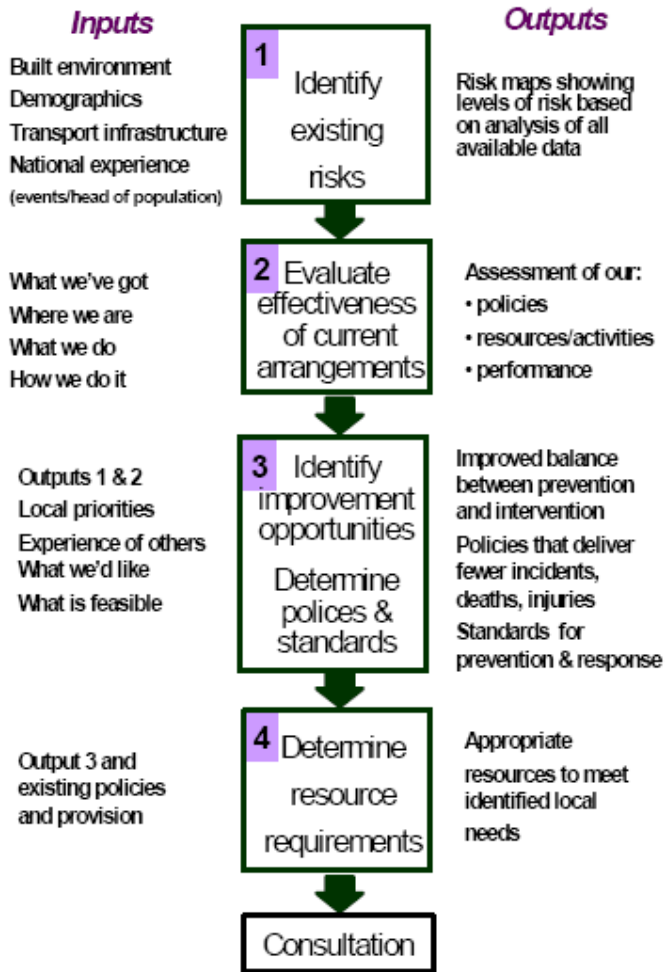 Inputs
Outputs
Built environment
Demographics
Transport infrastructure
National experience
(events/head of population)
1
Identify
existing
risks
Risk maps showing
levels of risk based
on analysis of all
available data
What we've got
Where we are
What we do
How we do it
2
Evaluate
effectiveness
of current
arrangements
Assessment of our:
• policies
• resources/activities
• performance
Outputs 1 & 2
Local priorities
Experience of others
What we'd like
What is feasible
3
Identify
improvement
opportunities
Determine
polices &
standards
Improved balance
between prevention
and intervention
Policies that deliver
fewer incidents,
deaths, injuries
Standards for
prevention & response
Output 3 and
existing policies
and provision
4
Determine
resource
requirements
Appropriate
resources to meet
identified local
needs
Consultation